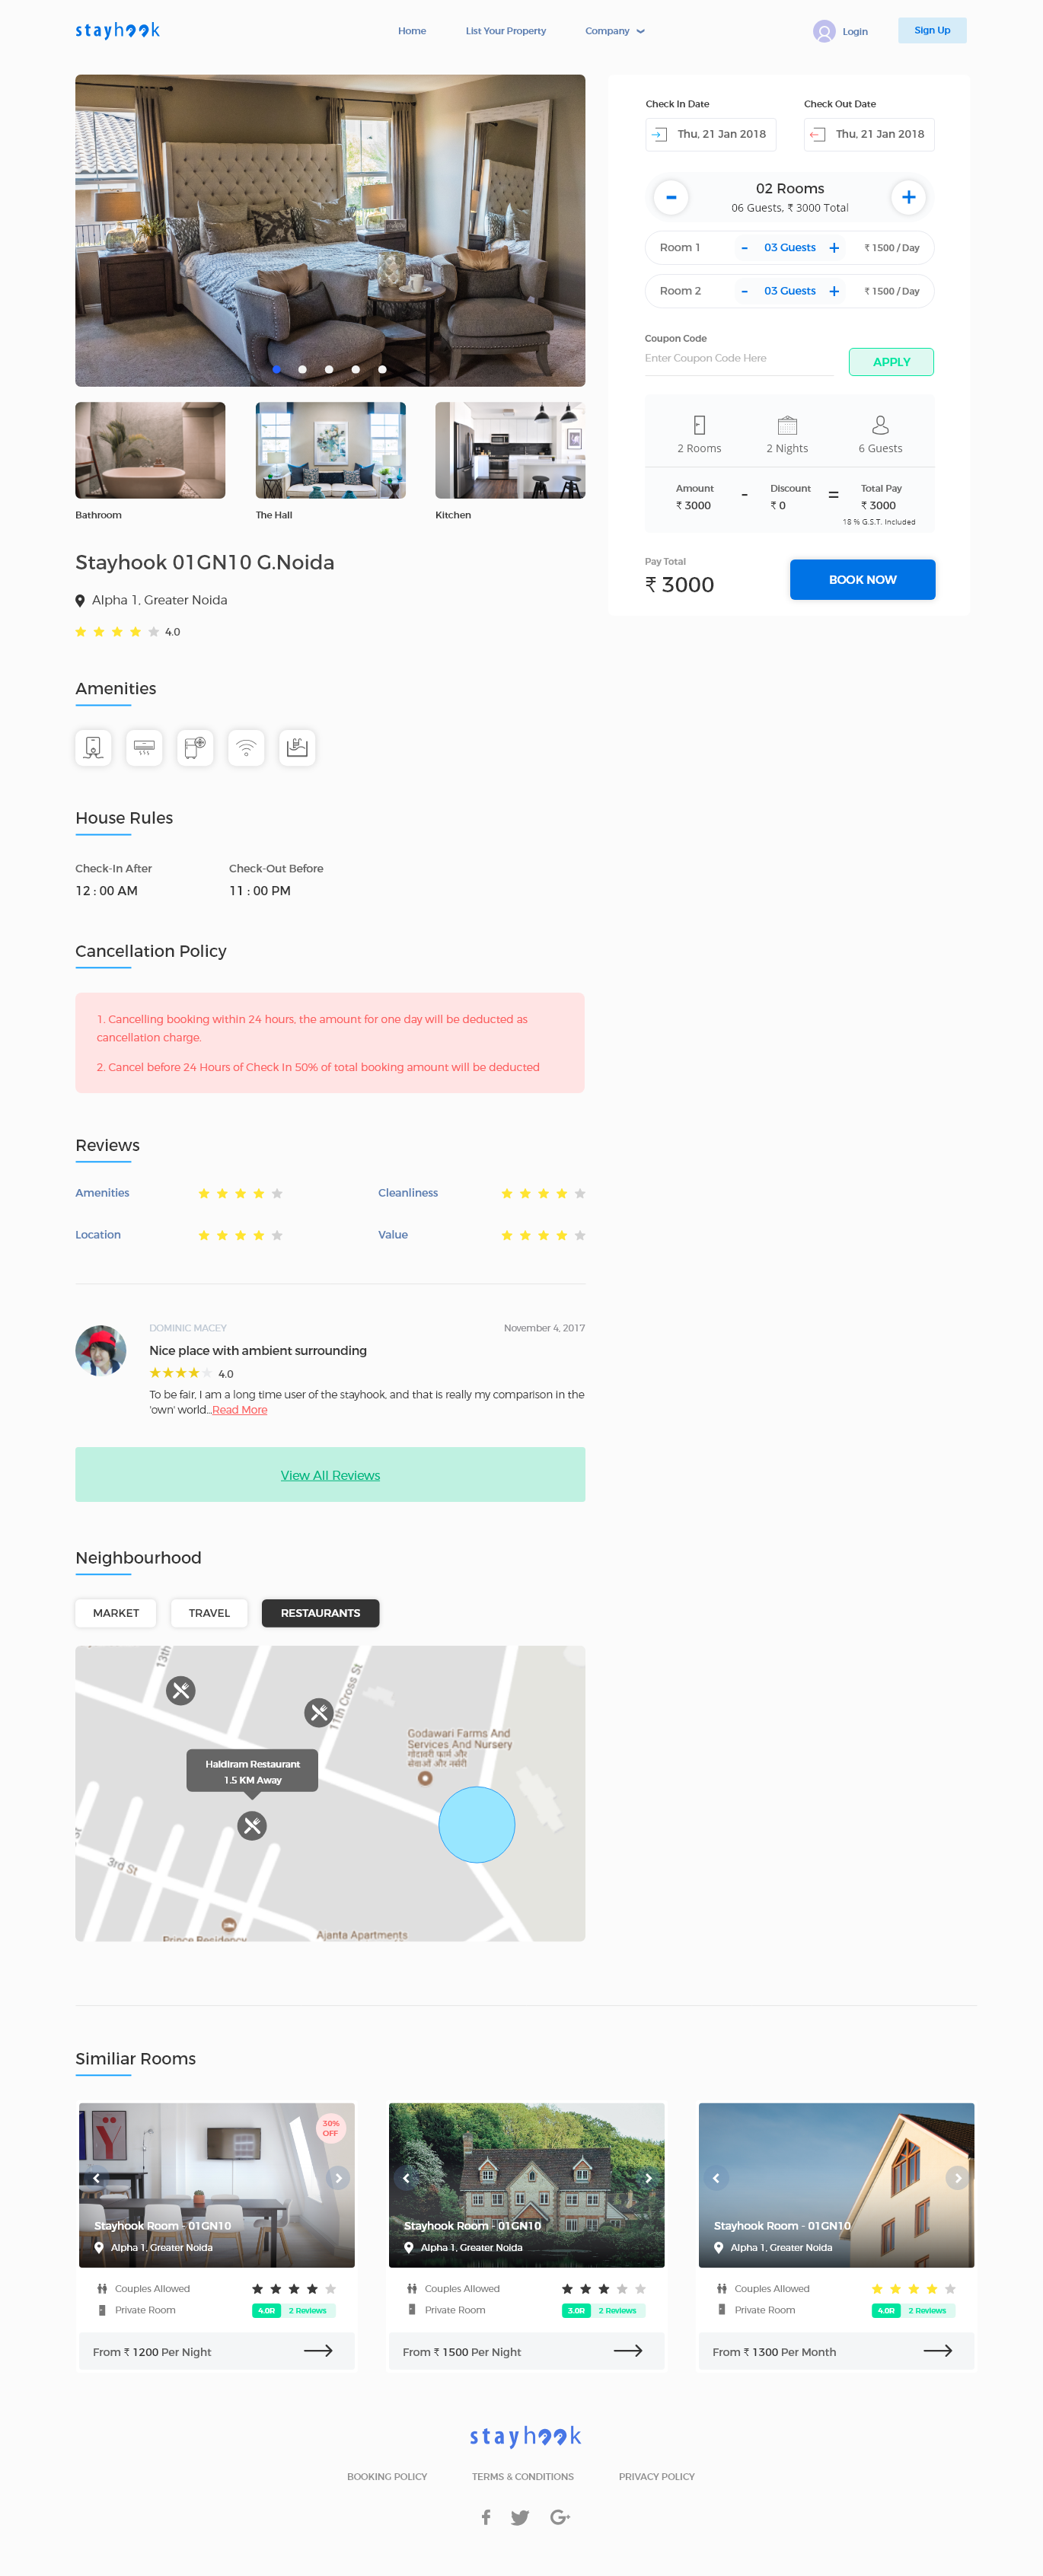 stayhook
Home
List Your Property
Company
Login
Sign Up
Check In Date
Check Out Date
Thu, 21 Jan 2018
Thu, 21 Jan 2018
-
02 Rooms
06 Guests, ₹ 3000 Total
+
Room 1
- 03 Guests +
₹ 1500 / Day
Room 2
- 03 Guests +
₹ 1500 / Day
Coupon Code
Enter Coupon Code Here
APPLY
2 Rooms
2 Nights
6 Guests
Amount
₹ 3000
-
Discount
₹ 0
=
Total Pay
₹ 3000
18 % G.S.T. Included
Pay Total
₹ 3000
BOOK NOW
Bathroom
The Hall
Kitchen
Stayhook 01GN10 G.Noida
Alpha 1, Greater Noida
4.0
Amenities
House Rules
Check-In After
12 : 00 AM
Check-Out Before
11 : 00 PM
Cancellation Policy
1. Cancelling booking within 24 hours, the amount for one day will be deducted as
cancellation charge.
2. Cancel before 24 Hours of Check In 50% of total booking amount will be deducted
Reviews
Amenities
Cleanliness
Location
Value
DOMINIC MACEY
November 4, 2017
Nice place with ambient surrounding
4.0
To be fair, I am a long time user of the stayhook, and that is really my comparison in the
'own' world...Read More
View All Reviews
Neighbourhood
MARKET
TRAVEL
RESTAURANTS
13th
11th Cross St
Godawari Farms And
Services And Nursery
गोदावरी फार्म और
सेवाओं और नर्सरी
Haldiram Restaurant
1.5 KM Away
3rd St
Prince Residency
Ajanta Apartments
Similiar Rooms
30%
OFF
Stayhook Room - 01GN10
Alpha 1, Greater Noida
Couples Allowed
Private Room
4.0R
2 Reviews
From ₹ 1200 Per Night
Stayhook Room - 01GN10
Alpha 1, Greater Noida
Couples Allowed
Private Room
3.0R
2 Reviews
From ₹ 1500 Per Night
Stayhook Room - 01GN10
Alpha 1, Greater Noida
Couples Allowed
Private Room
4.0R
2 Reviews
From ₹ 1300 Per Month
stayhook
BOOKING POLICY
TERMS & CONDITIONS
PRIVACY POLICY